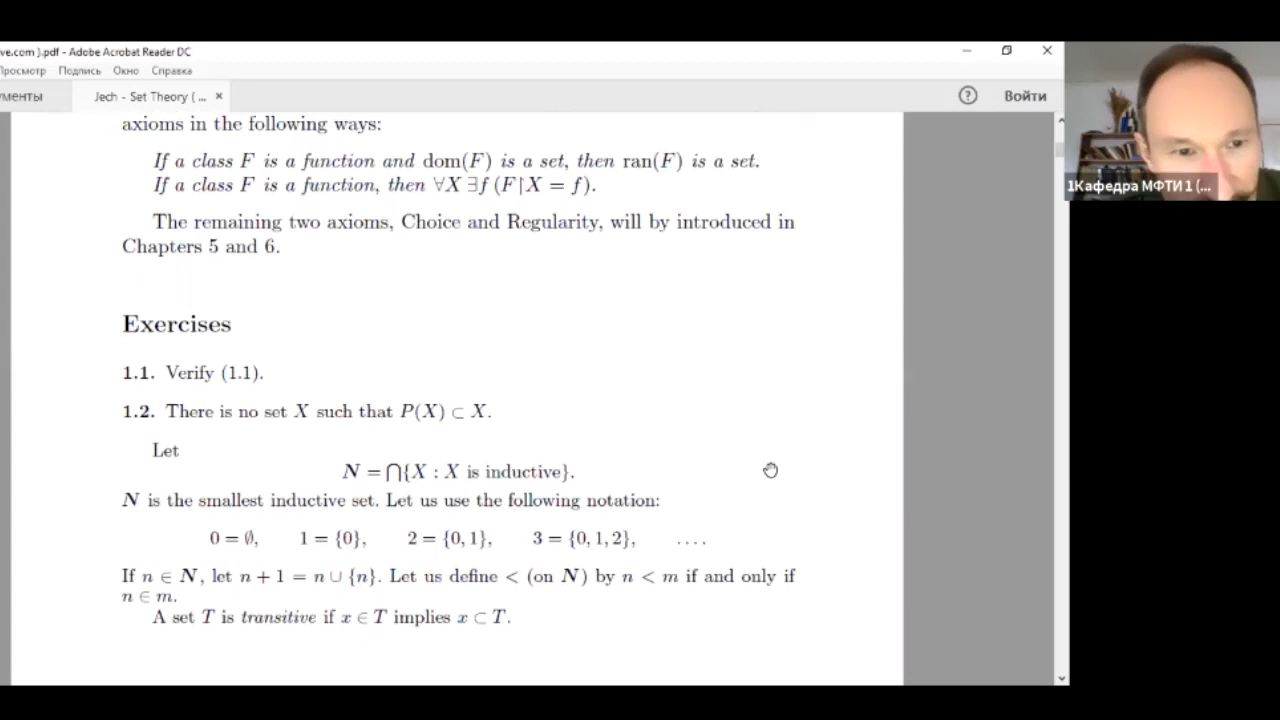 ve.com ).pdf - Adobe Acrobat Reader DC
Просмотр Подпись Окно Справка
ументы Jech - Set Theory ( ... × ? Войти
axioms in the following ways:
If a class F is a function and dom(F) is a set, then ran(F) is a set.
If a class F is a function, then ∀X ∃f (F↾X = f).
The remaining two axioms, Choice and Regularity, will by introduced in
Chapters 5 and 6.
Exercises
1.1. Verify (1.1).
1.2. There is no set X such that P(X) ⊂ X.
Let
N = ⋂{X : X is inductive}.
N is the smallest inductive set. Let us use the following notation:
0 = ∅, 1 = {0}, 2 = {0, 1}, 3 = {0, 1, 2}, ....
If n ∈ N, let n + 1 = n ∪ {n}. Let us define < (on N) by n < m if and only if
n ∈ m.
A set T is transitive if x ∈ T implies x ⊂ T.
1Кафедра МФТИ 1 (...